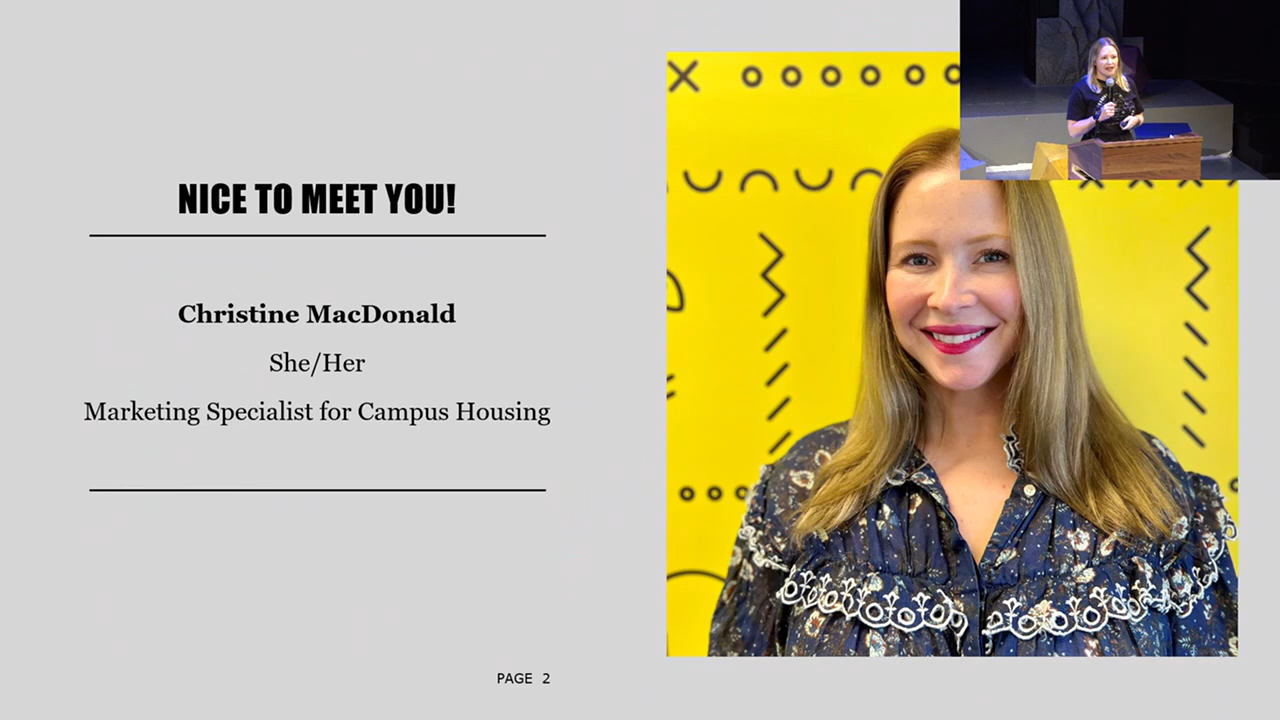 NICE TO MEET YOU!
Christine MacDonald
She/Her
Marketing Specialist for Campus Housing
PAGE 2